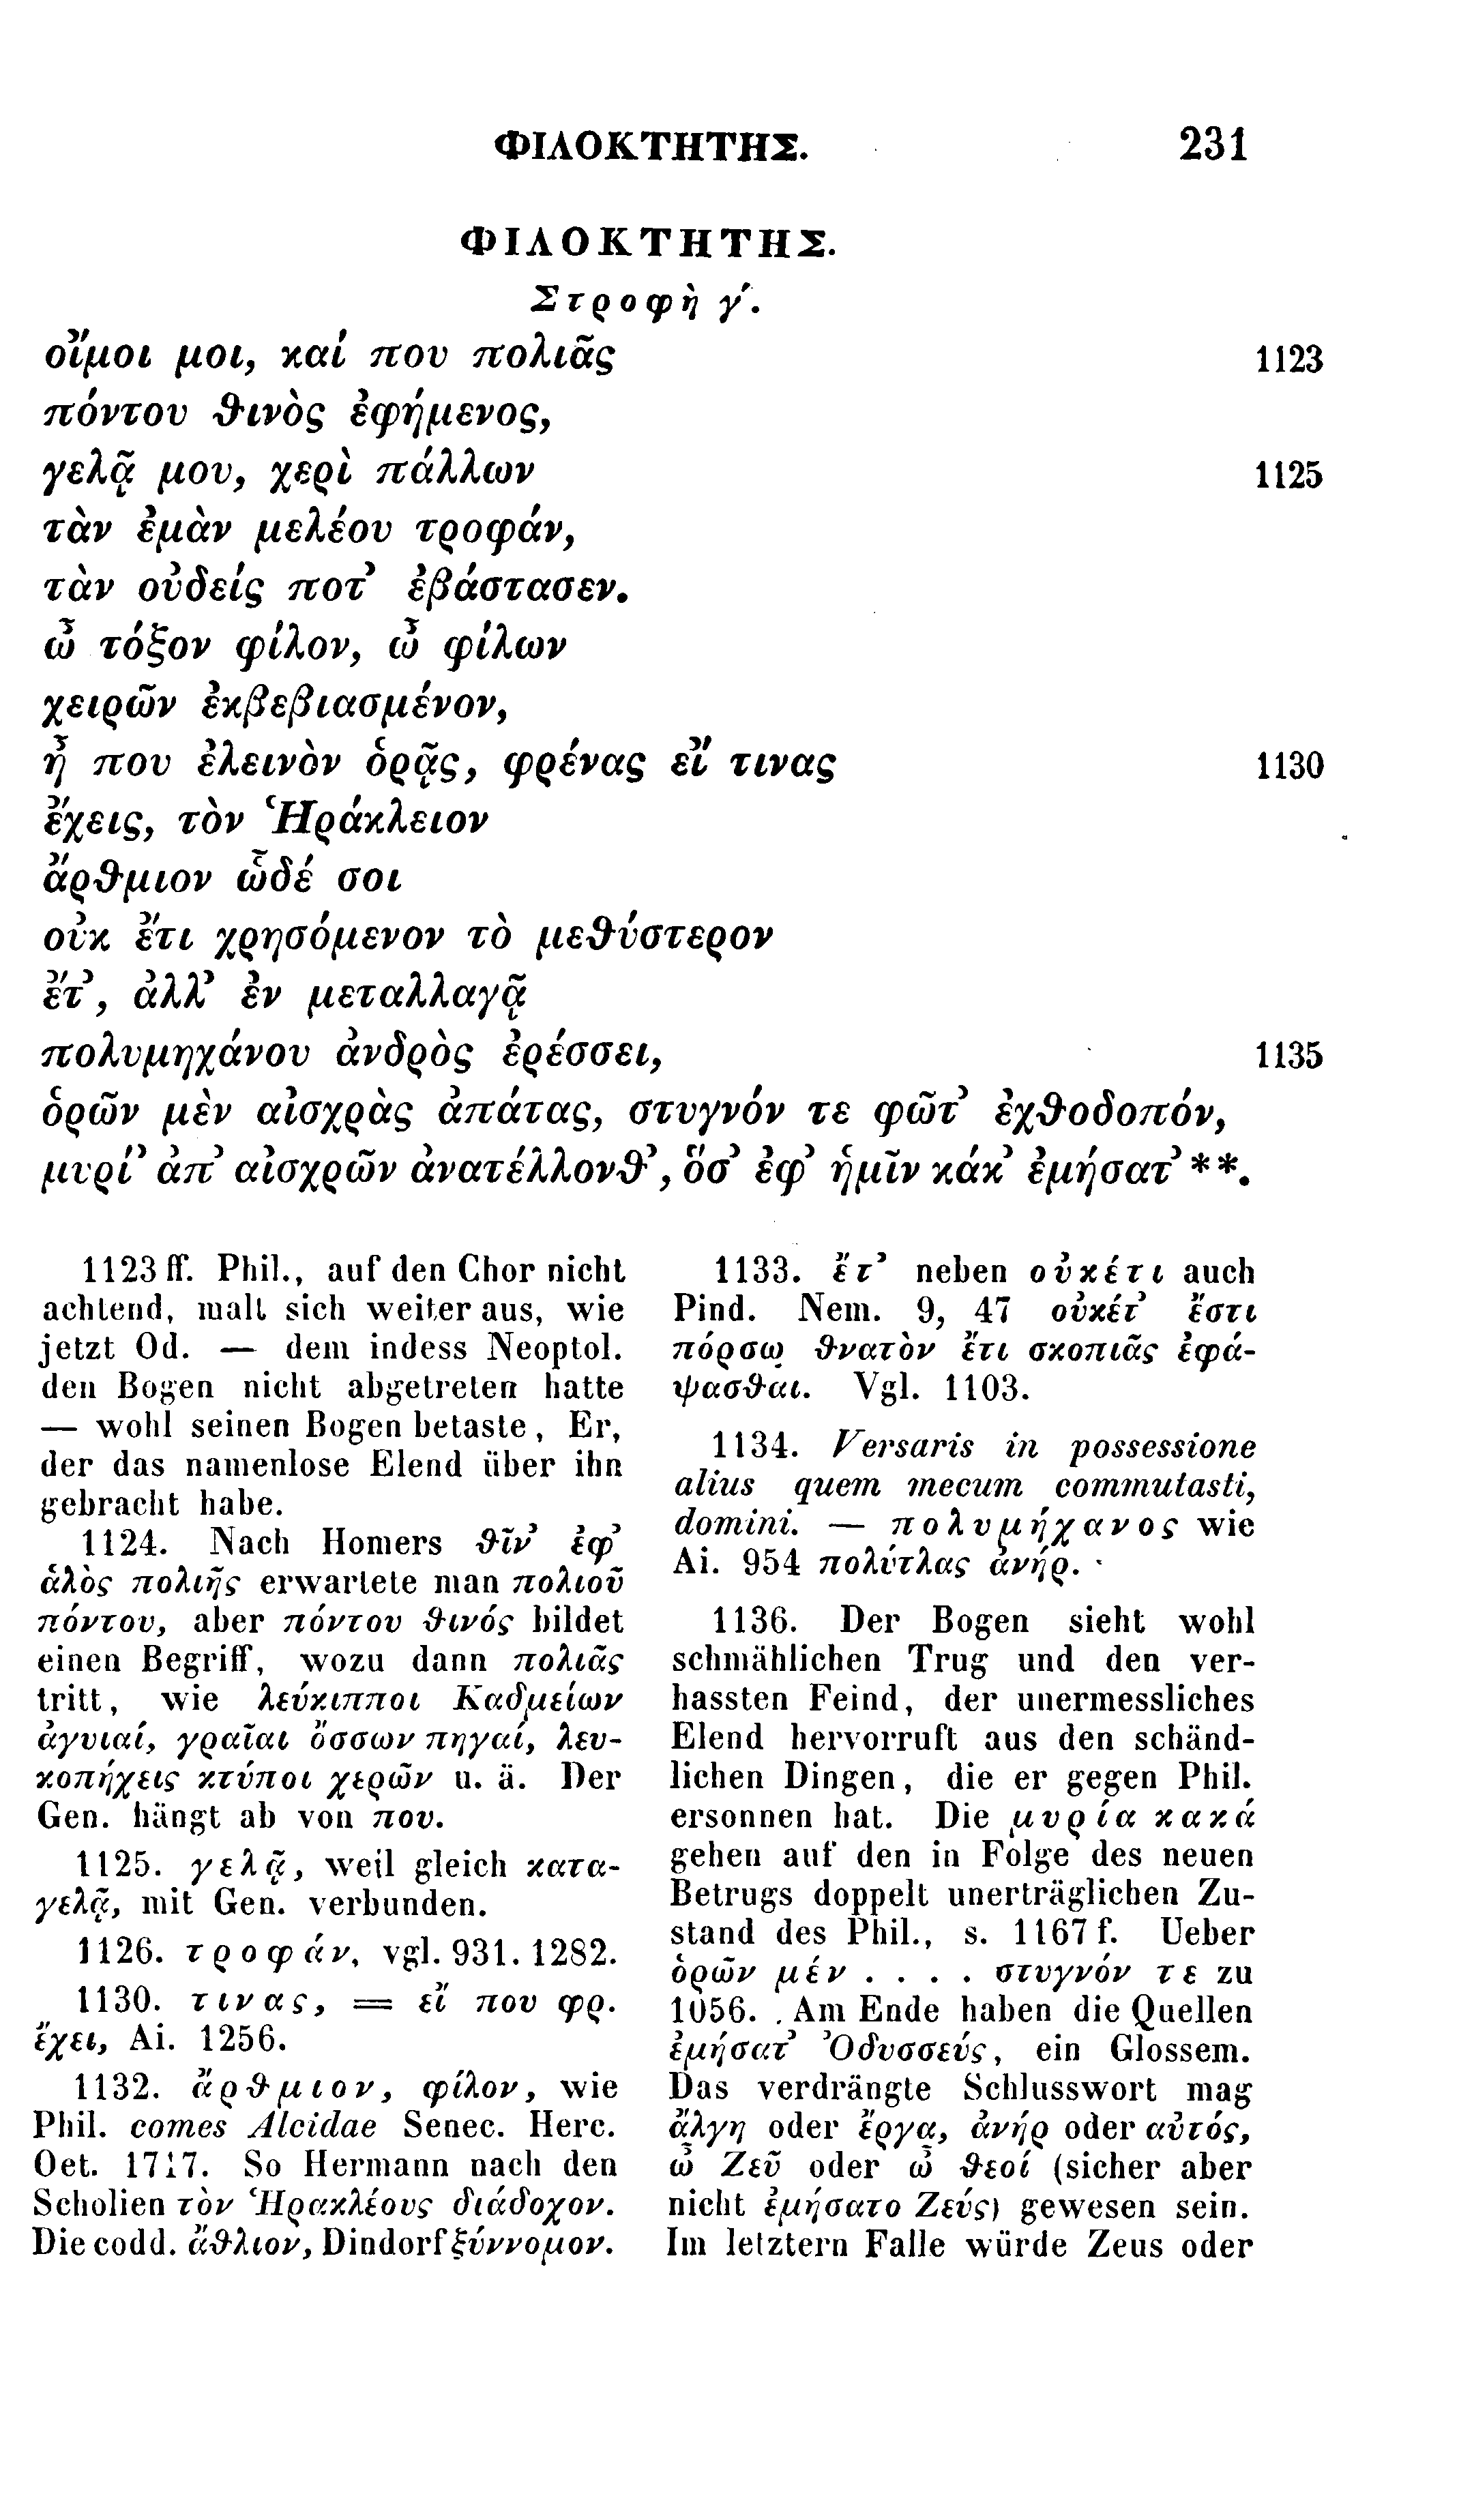 ΦΙΛΟΚΤΗΤΗΣ. 231
ΦΙΛΟΚΤΗΤΗΣ.
Στροφὴ γ΄.
οἴμοι μοι, καί που πολιᾶς 1123
πόντου θινὸς ἐφήμενος,
γελᾷ μου, χερὶ πάλλων 1125
τὰν ἐμὰν μελέου τροφάν,
τὰν οὐδείς ποτ’ ἐβάστασεν.
ὦ τόξον φίλον, ὦ φίλων
χειρῶν ἐκβεβιασμένον,
ἦ που ἐλεινὸν ὁρᾷς, φρένας εἴ τινας 1130
ἔχεις, τὸν Ἡράκλειον
ἄρθμιον ὧδέ σοι
οὐκ ἔτι χρησόμενον τὸ μεθύστερον
ἔτ’, ἀλλ’ ἐν μεταλλαγᾷ
πολυμηχάνου ἀνδρὸς ἐρέσσει, 1135
ὁρῶν μὲν αἰσχρὰς ἀπάτας, στυγνόν τε φῶτ’ ἐχθοδοπόν,
μυρί’ ἀπ’ αἰσχρῶν ἀνατέλλονθ’, ὅσ’ ἐφ’ ἡμῖν κάκ’ ἐμήσατ’ **.
1123 ff. Phil., auf den Chor nicht
achtend, malt sich weiter aus, wie
jetzt Od. — dem indess Neoptol.
den Bogen nicht abgetreten hatte
— wohl seinen Bogen betaste, Er,
der das namenlose Elend über ihn
gebracht habe.
1124. Nach Homers θῖν’ ἐφ’
ἁλὸς πολιῆς erwartete man πολιοῦ
πόντου, aber πόντου θινός bildet
einen Begriff, wozu dann πολιᾶς
tritt, wie λεύκιπποι Καδμείων
ἀγυιαί, γραῖαι ὄσσων πηγαί, λευ-
κοπήχεις κτύποι χερῶν u. ä. Der
Gen. hängt ab von που.
1125. γελᾷ, weil gleich κατα-
γελᾷ, mit Gen. verbunden.
1126. τροφάν, vgl. 931. 1282.
1130. τινας, = εἴ που φρ.
ἔχει, Ai. 1256.
1132. ἄρθμιον, φίλον, wie
Phil. comes Alcidae Senec. Herc.
Oet. 1717. So Hermann nach den
Scholien τὸν Ἡρακλέους διάδοχον.
Die codd. ἄθλιον, Dindorf ξύννομον.
1133. ἔτ’ neben οὐκέτι auch
Pind. Nem. 9, 47 οὐκέτ’ ἔστι
πόρσω θνατὸν ἔτι σκοπιᾶς ἐφά-
ψασθαι. Vgl. 1103.
1134. Versaris in possessione
alius quem mecum commutasti,
domini. — πολυμήχανος wie
Ai. 954 πολύτλας ἀνήρ.
1136. Der Bogen sieht wohl
schmählichen Trug und den ver-
hassten Feind, der unermessliches
Elend hervorruft aus den schänd-
lichen Dingen, die er gegen Phil.
ersonnen hat. Die μυρία κακά
gehen auf den in Folge des neuen
Betrugs doppelt unerträglichen Zu-
stand des Phil., s. 1167 f. Ueber
ὁρῶν μέν . . . . στυγνόν τε zu
1056. Am Ende haben die Quellen
ἐμήσατ’ Ὀδυσσεύς, ein Glossem.
Das verdrängte Schlusswort mag
ἄλγη oder ἔργα, ἀνήρ oder αὐτός,
ὦ Ζεῦ oder ὦ θεοί (sicher aber
nicht ἐμήσατο Ζεύς) gewesen sein.
Im letztern Falle würde Zeus oder